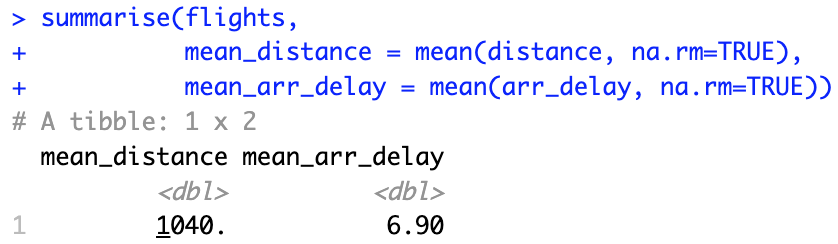 > summarise(flights,
+           mean_distance = mean(distance, na.rm=TRUE),
+           mean_arr_delay = mean(arr_delay, na.rm=TRUE))
# A tibble: 1 x 2
  mean_distance mean_arr_delay
          <dbl>          <dbl>
1         1040.           6.90